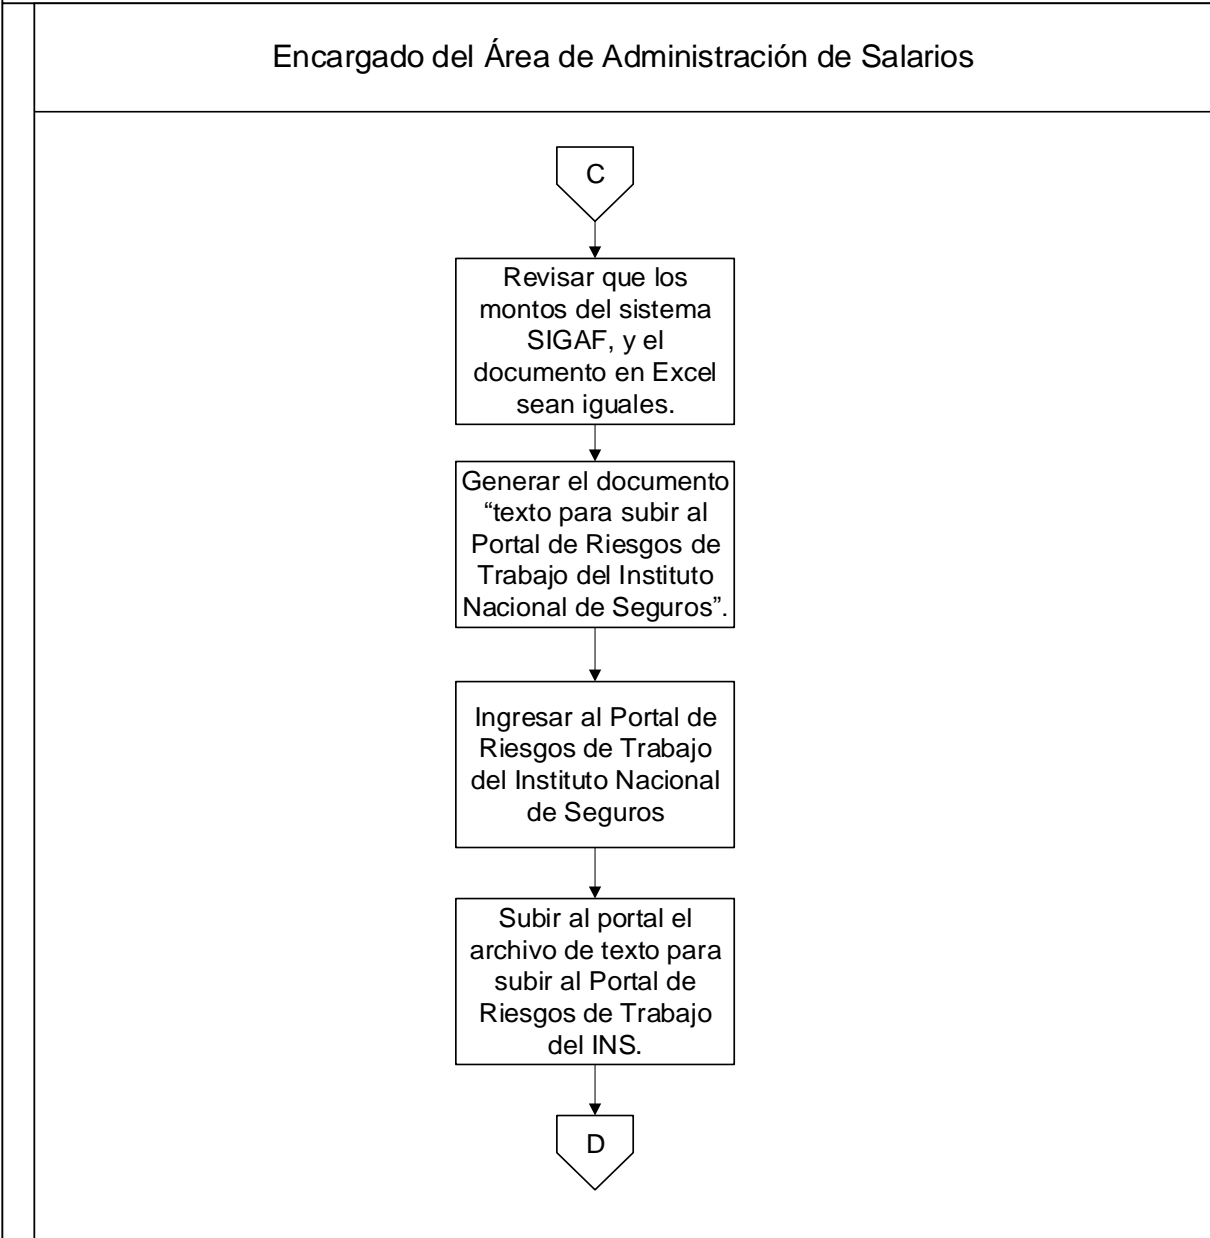 Encargado del Área de Administración de Salarios
C
Revisar que los
montos del sistema
SIGAF, y el
documento en Excel
sean iguales.
Generar el documento
“texto para subir al
Portal de Riesgos de
Trabajo del Instituto
Nacional de Seguros”.
Ingresar al Portal de
Riesgos de Trabajo
del Instituto Nacional
de Seguros
Subir al portal el
archivo de texto para
subir al Portal de
Riesgos de Trabajo
del INS.
D